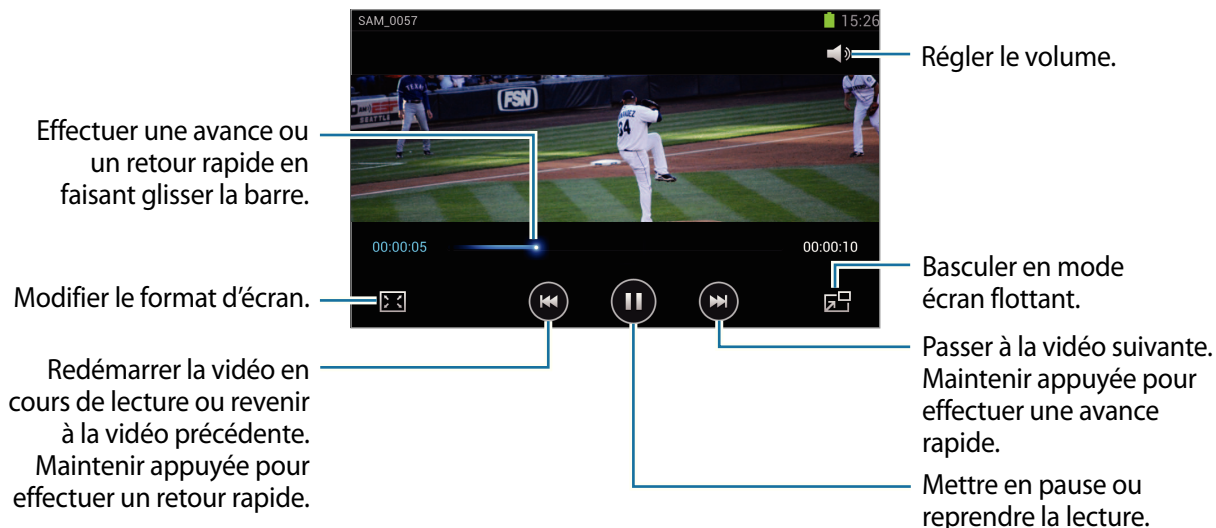 SAM_0057
15:26
Régler le volume.
FSN
TEXAS
SEATTLE
34
Effectuer une avance ou
un retour rapide en
faisant glisser la barre.
00:00:05
00:00:10
Modifier le format d'écran.
Basculer en mode
écran flottant.
Redémarrer la vidéo en
cours de lecture ou revenir
à la vidéo précédente.
Maintenir appuyée pour
effectuer un retour rapide.
Passer à la vidéo suivante.
Maintenir appuyée pour
effectuer une avance
rapide.
Mettre en pause ou
reprendre la lecture.